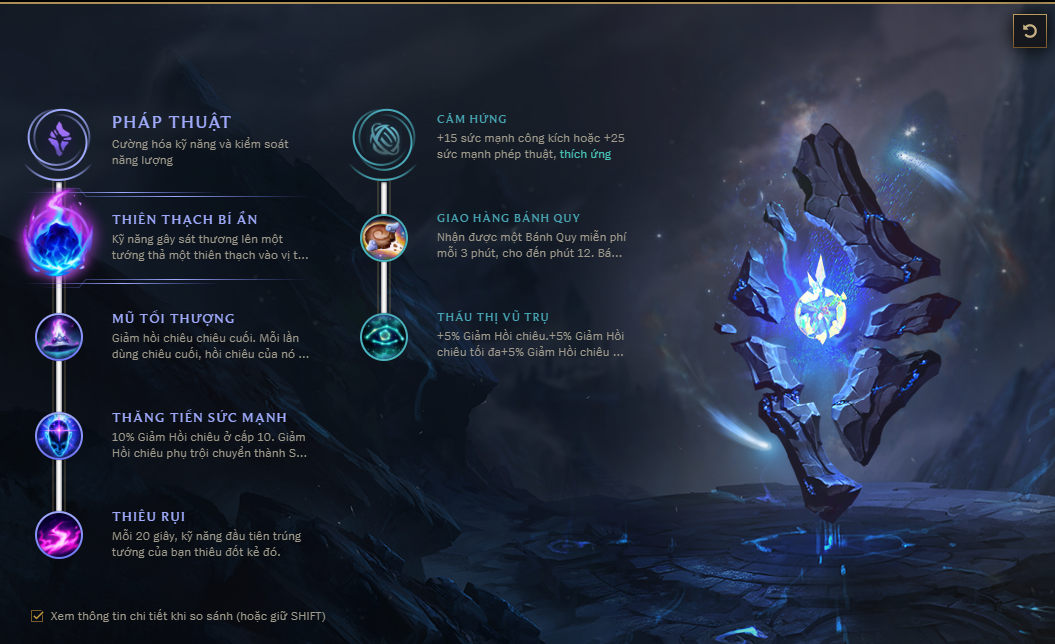 PHÁP THUẬT
Cường hóa kỹ năng và kiểm soát
năng lượng
THIÊN THẠCH BÍ ẨN
Kỹ năng gây sát thương lên một
tướng thả một thiên thạch vào vị t...
MŨ TỐI THƯỢNG
Giảm hồi chiêu chiêu cuối. Mỗi lần
dùng chiêu cuối, hồi chiêu của nó ...
THĂNG TIẾN SỨC MẠNH
10% Giảm Hồi chiêu ở cấp 10. Giảm
Hồi chiêu phụ trội chuyển thành S...
THIÊU RỤI
Mỗi 20 giây, kỹ năng đầu tiên trúng
tướng của bạn thiêu đốt kẻ đó.
CẢM HỨNG
+15 sức mạnh công kích hoặc +25
sức mạnh phép thuật, thích ứng
GIAO HÀNG BÁNH QUY
Nhận được một Bánh Quy miễn phí
mỗi 3 phút, cho đến phút 12. Bá...
THẤU THỊ VŨ TRỤ
+5% Giảm Hồi chiêu.+5% Giảm Hồi
chiêu tối đa+5% Giảm Hồi chiêu ...
Xem thông tin chi tiết khi so sánh (hoặc giữ SHIFT)